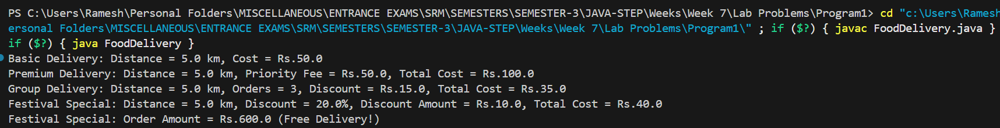 PS C:\Users\Ramesh\Personal Folders\MISCELLANEOUS\ENTRANCE EXAMS\SRM\SEMESTERS\SEMESTER-3\JAVA-STEP\Weeks\Week 7\Lab Problems\Program1> cd "c:\Users\Ramesh
ersonal Folders\MISCELLANEOUS\ENTRANCE EXAMS\SRM\SEMESTERS\SEMESTER-3\JAVA-STEP\Weeks\Week 7\Lab Problems\Program1\" ; if ($?) { javac FoodDelivery.java }
if ($?) { java FoodDelivery }
Basic Delivery: Distance = 5.0 km, Cost = Rs.50.0
Premium Delivery: Distance = 5.0 km, Priority Fee = Rs.50.0, Total Cost = Rs.100.0
Group Delivery: Distance = 5.0 km, Orders = 3, Discount = Rs.15.0, Total Cost = Rs.35.0
Festival Special: Distance = 5.0 km, Discount = 20.0%, Discount Amount = Rs.10.0, Total Cost = Rs.40.0
Festival Special: Order Amount = Rs.600.0 (Free Delivery!)